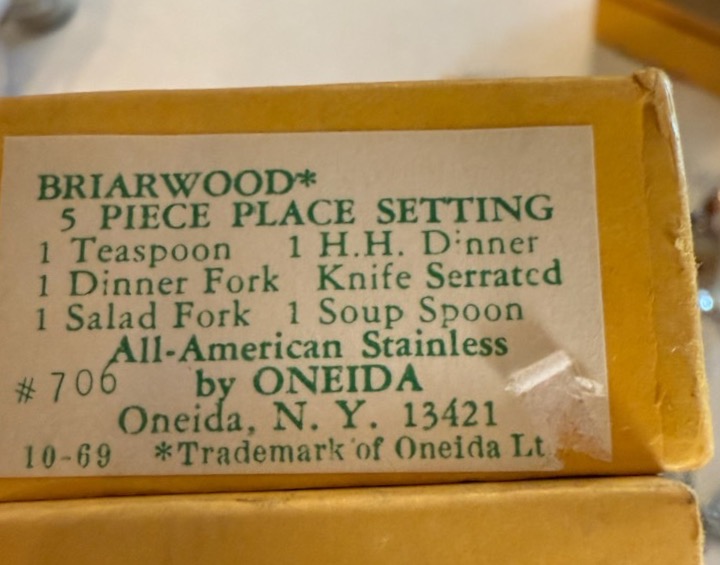 BRIARWOOD*
5 PIECE PLACE SETTING
1 Teaspoon 1 H.H. Dinner
1 Dinner Fork Knife Serrated
1 Salad Fork 1 Soup Spoon
All-American Stainless
# 706 by ONEIDA
Oneida, N. Y. 13421
10-69 *Trademark of Oneida Lt